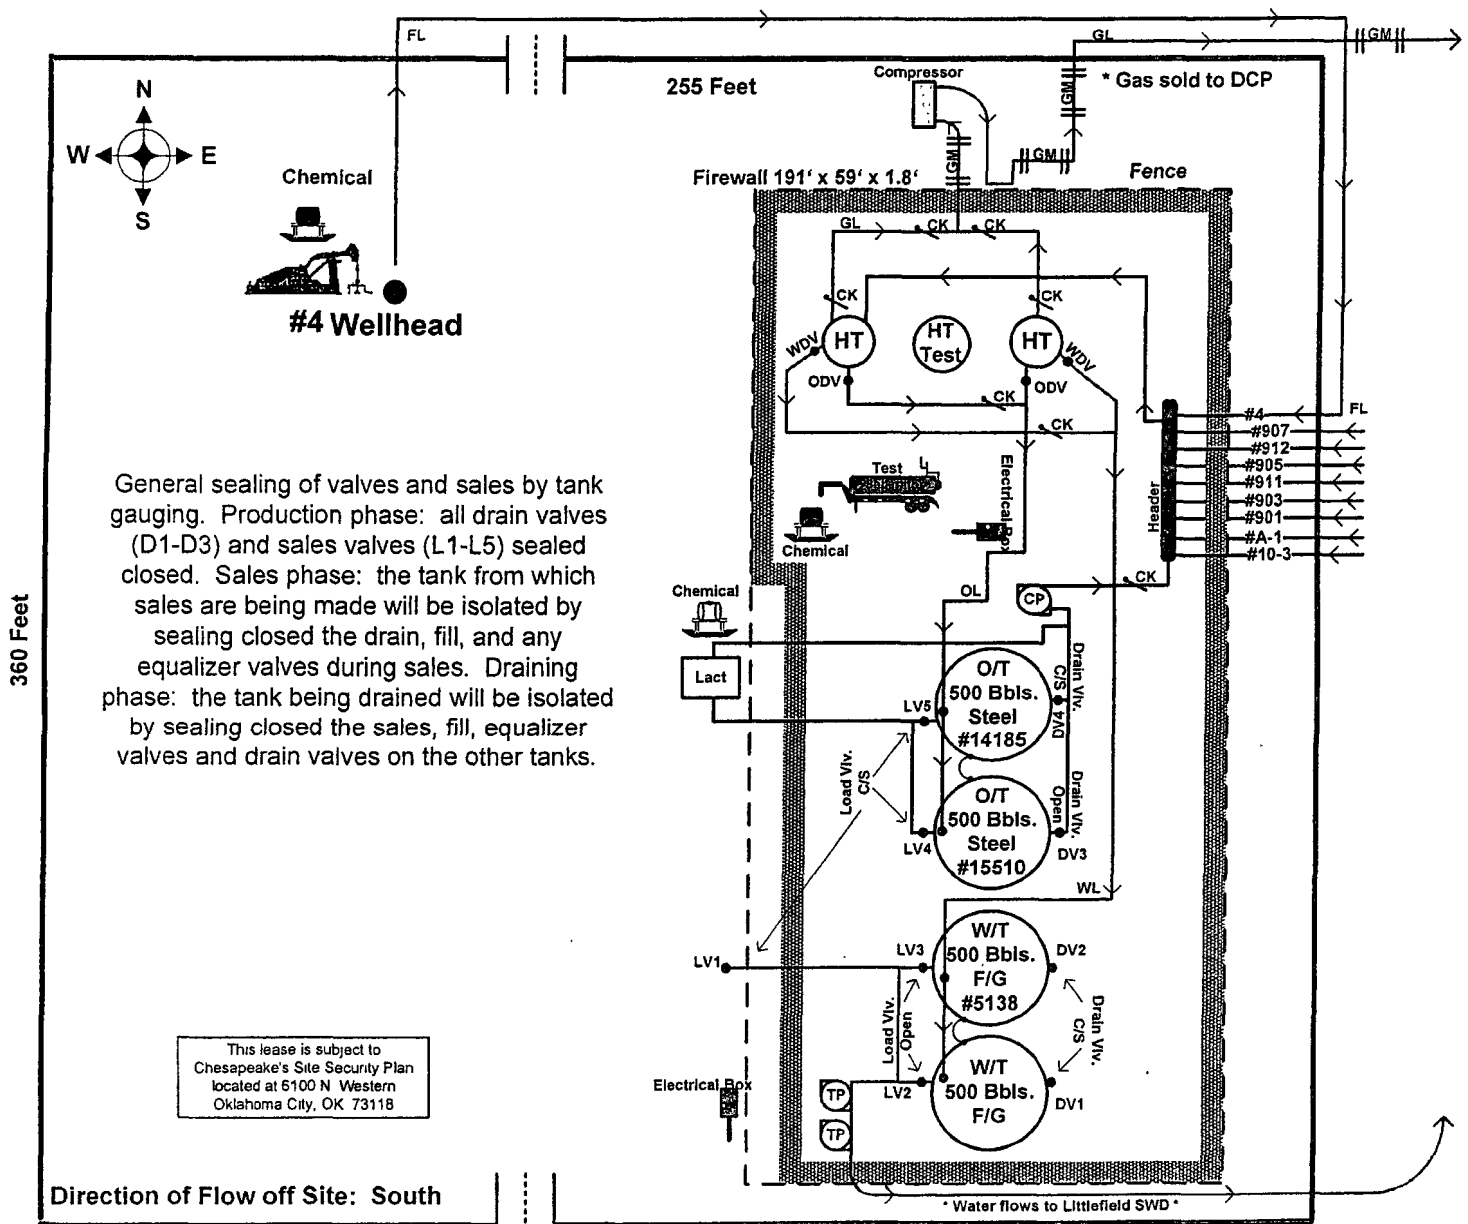 FL
GL
GM
255 Feet
Compressor
* Gas sold to DCP
GM
GM
GM
N
W
E
S
Chemical
Firewall 191' x 59' x 1.8'
Fence
#4 Wellhead
GL
CK
CK
CK
CK
HT
HT
Test
HT
WDV
WDV
ODV
ODV
CK
CK
#4
FL
#907
#912
#905
#911
#903
#901
#A-1
#10-3
Header
Test
Chemical
Electrical Box
General sealing of valves and sales by tank
gauging. Production phase: all drain valves
(D1-D3) and sales valves (L1-L5) sealed
closed. Sales phase: the tank from which
sales are being made will be isolated by
sealing closed the drain, fill, and any
equalizer valves during sales. Draining
phase: the tank being drained will be isolated
by sealing closed the sales, fill, equalizer
valves and drain valves on the other tanks.
360 Feet
Chemical
Lact
OL
CP
CK
O/T
500 Bbls.
Steel
#14185
LV5
Drain Vlv.
C/S
DV4
Load Vlv.
C/S
O/T
500 Bbls.
Steel
#15510
LV4
Drain Vlv.
Open
DV3
WL
W/T
500 Bbls.
F/G
#5138
LV1
LV3
DV2
Load Vlv.
Open
Drain Vlv.
C/S
W/T
500 Bbls.
F/G
LV2
DV1
Electrical Box
TP
TP
This lease is subject to
Chesapeake's Site Security Plan
located at 6100 N Western
Oklahoma City, OK 73118
Direction of Flow off Site: South
* Water flows to Littlefield SWD *